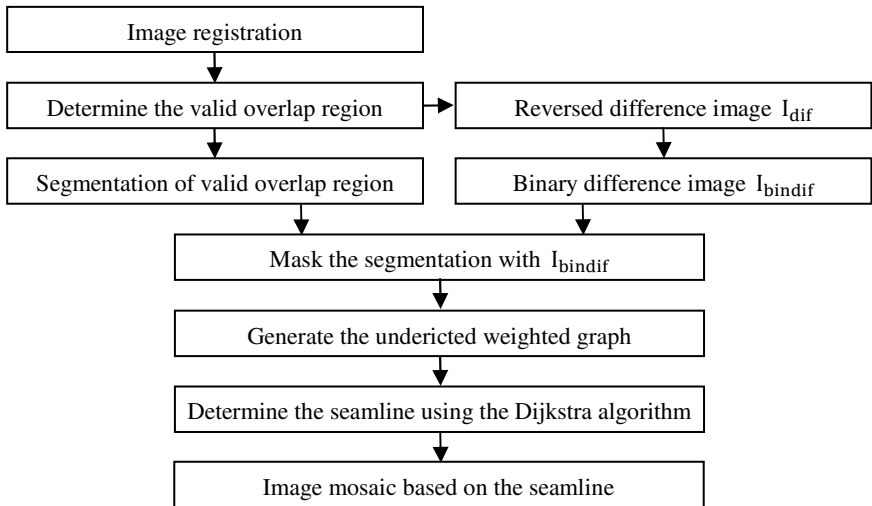 Image registration
Determine the valid overlap region
Reversed difference image I_dif
Segmentation of valid overlap region
Binary difference image I_bindif
Mask the segmentation with I_bindif
Generate the undericted weighted graph
Determine the seamline using the Dijkstra algorithm
Image mosaic based on the seamline